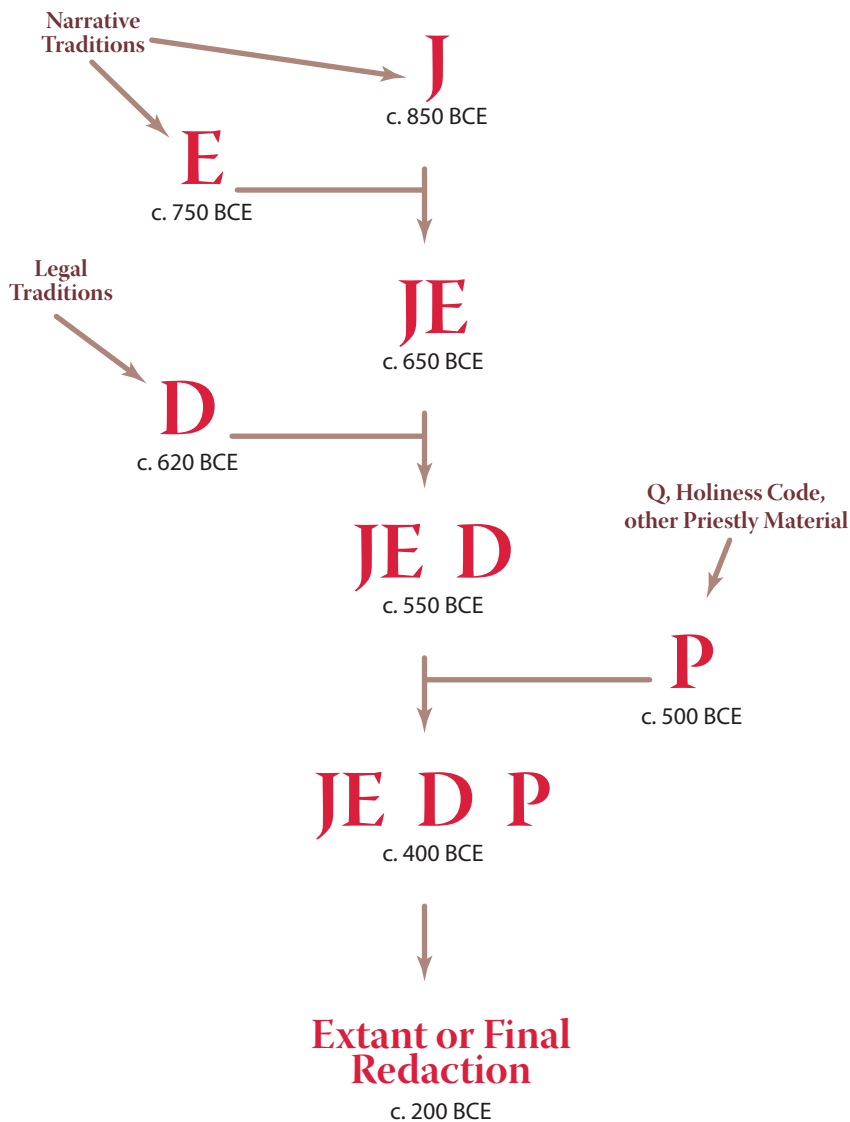 Narrative
Traditions
J
c. 850 BCE
E
c. 750 BCE
Legal
Traditions
JE
c. 650 BCE
D
c. 620 BCE
Q, Holiness Code,
other Priestly Material
JE D
c. 550 BCE
P
c. 500 BCE
JE D P
c. 400 BCE
Extant or Final
Redaction
c. 200 BCE